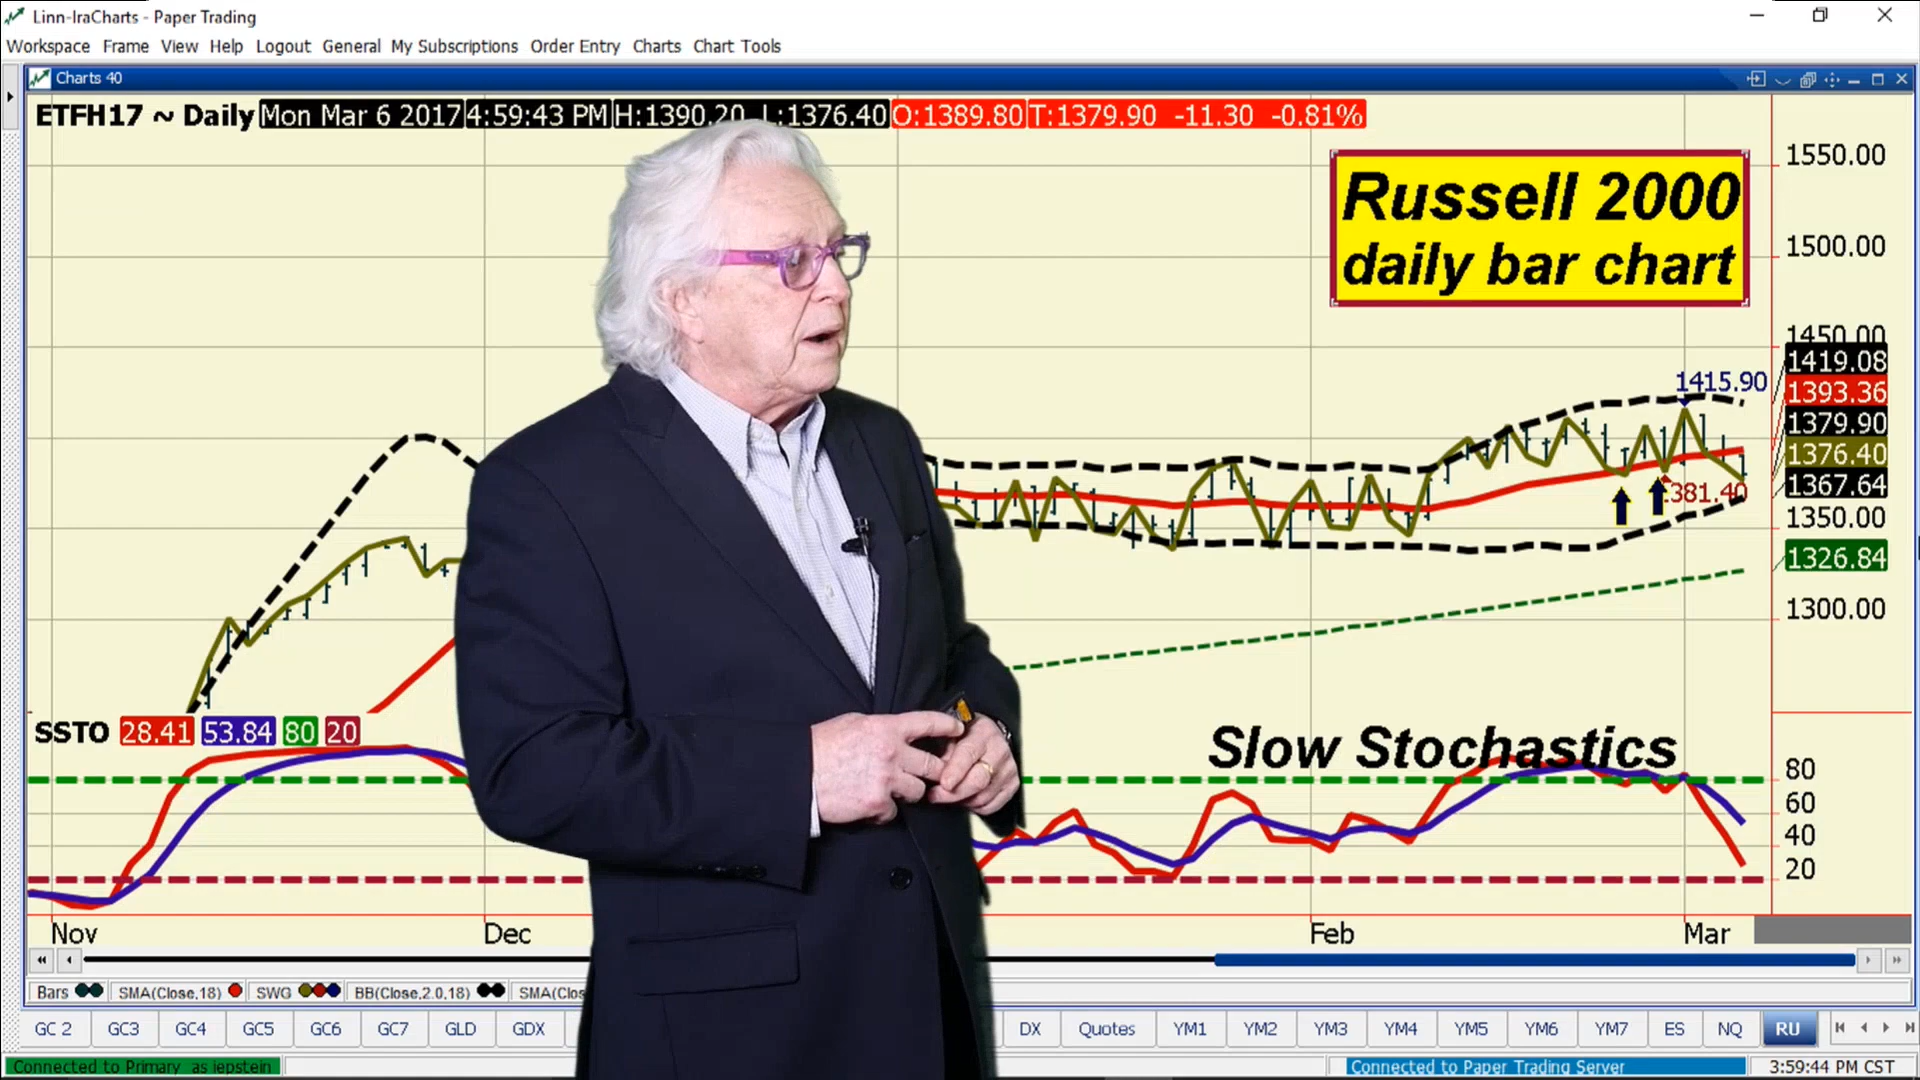 Linn-IraCharts - Paper Trading
Workspace Frame View Help Logout General My Subscriptions Order Entry Charts Chart Tools
Charts 40
ETFH17 ~ Daily Mon Mar 6 2017 4:59:43 PM H:1390.20 L:1376.40 O:1389.80 T:1379.90 -11.30 -0.81%
Russell 2000
daily bar chart
1550.00
1500.00
1450.00
1419.08
1393.36
1379.90
1376.40
1367.64
1350.00
1326.84
1300.00
1415.90
1381.40
SSTO 28.41 53.84 80 20
Slow Stochastics
80
60
40
20
Nov Dec Feb Mar
Bars SMA(Close,18) SWG BB(Close,2.0,18) SMA(Clos
GC 2 GC3 GC4 GC5 GC6 GC7 GLD GDX DX Quotes YM1 YM2 YM3 YM4 YM5 YM6 YM7 ES NQ RU
Connected to Primary as iepstein Connected to Paper Trading Server 3:59:44 PM CST